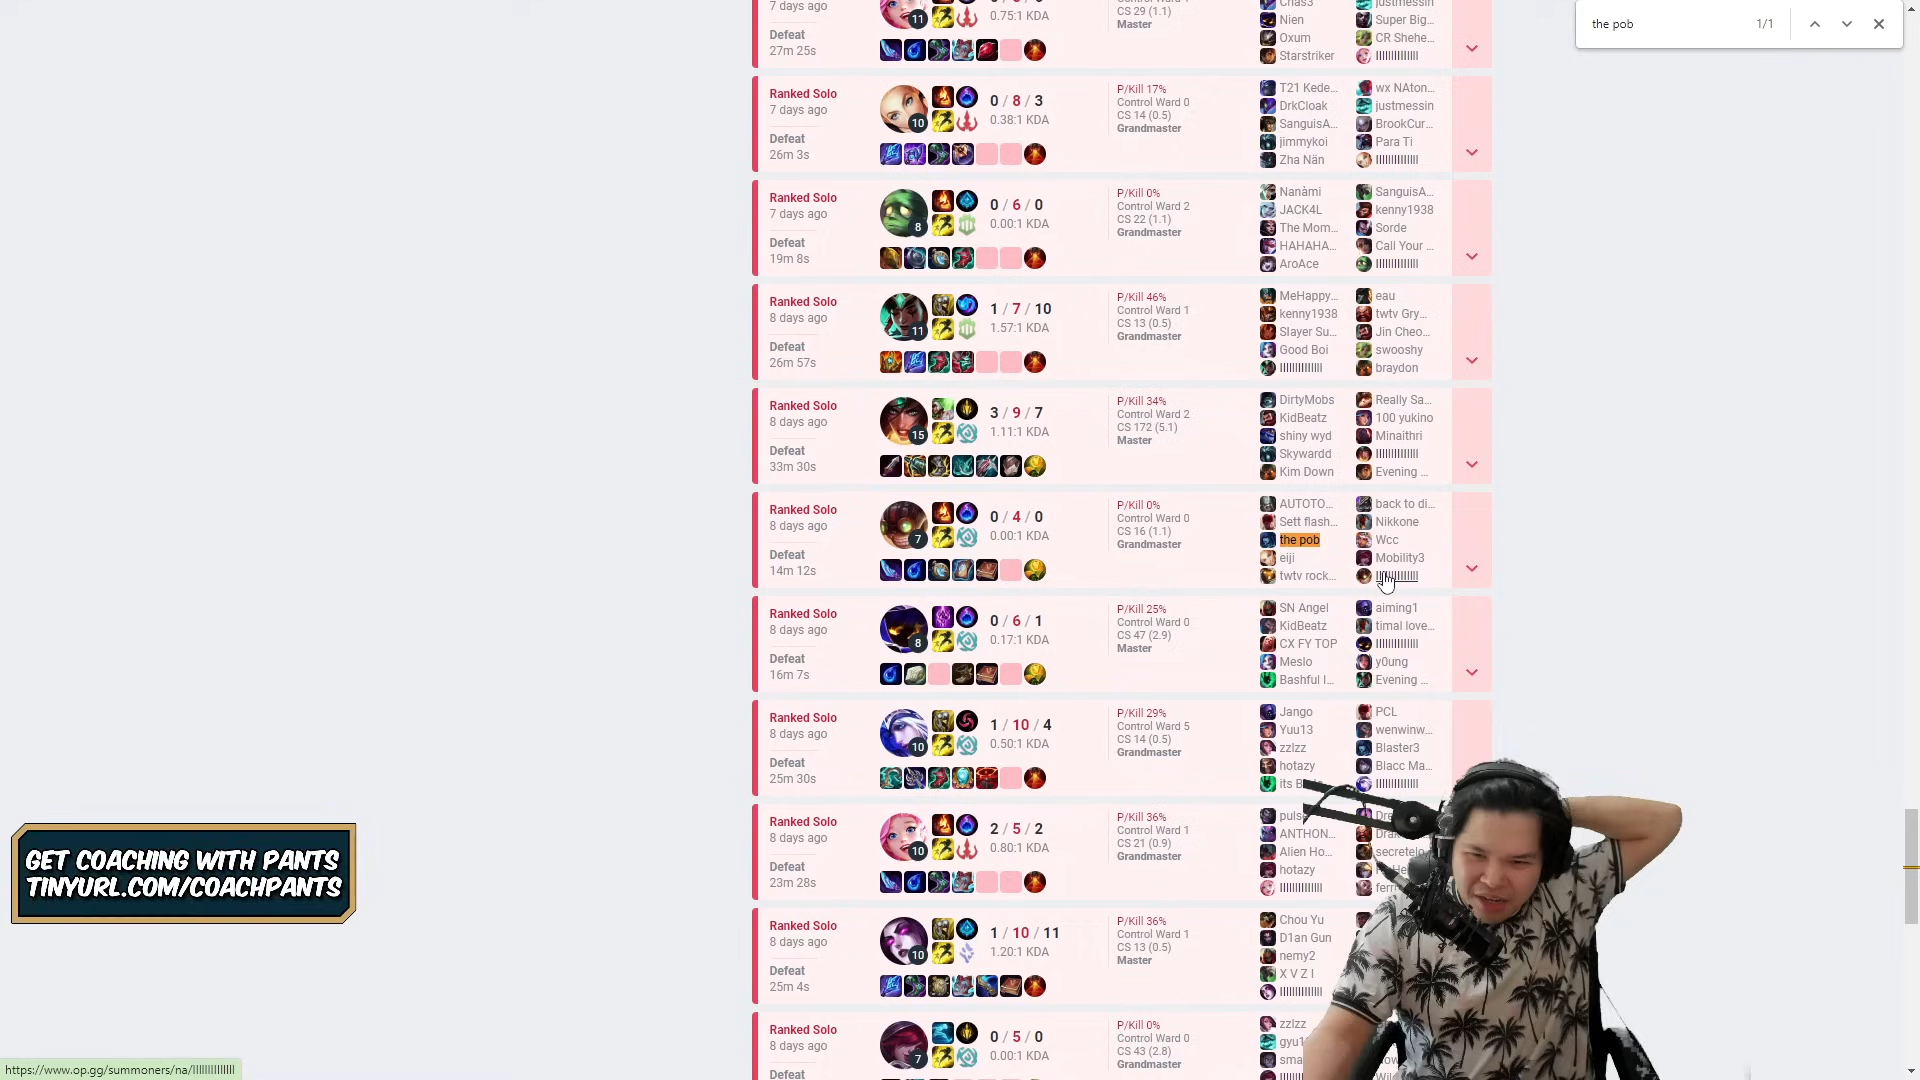 the pob 1/1
7 days ago
Defeat
27m 25s
11
0.75:1 KDA
CS 29 (1.1)
Master
Nien
Oxum
Starstriker
justmessin
Super Big...
CR Shehe...
Ranked Solo
7 days ago
Defeat
26m 3s
10
0 / 8 / 3
0.38:1 KDA
P/Kill 17%
Control Ward 0
CS 14 (0.5)
Grandmaster
T21 Kede...
DrkCloak
SanguisA...
jimmykoi
Zha Nän
wx NAton...
justmessin
BrookCur...
Para Ti
Ranked Solo
7 days ago
Defeat
19m 8s
8
0 / 6 / 0
0.00:1 KDA
P/Kill 0%
Control Ward 2
CS 22 (1.1)
Grandmaster
Nanàmi
JACK4L
The Mom...
HAHAHA...
AroAce
SanguisA...
kenny1938
Sorde
Call Your ...
Ranked Solo
8 days ago
Defeat
26m 57s
11
1 / 7 / 10
1.57:1 KDA
P/Kill 46%
Control Ward 1
CS 13 (0.5)
Grandmaster
MeHappy...
kenny1938
Slayer Su...
Good Boi
eau
twtv Gry...
Jin Cheo...
swooshy
braydon
Ranked Solo
8 days ago
Defeat
33m 30s
15
3 / 9 / 7
1.11:1 KDA
P/Kill 34%
Control Ward 2
CS 172 (5.1)
Master
DirtyMobs
KidBeatz
shiny wyd
Skywardd
Kim Down
Really Sa...
100 yukino
Minaithri
Evening ...
Ranked Solo
8 days ago
Defeat
14m 12s
7
0 / 4 / 0
0.00:1 KDA
P/Kill 0%
Control Ward 0
CS 16 (1.1)
Grandmaster
AUTOTO...
Sett flash...
the pob
eiji
twtv rock...
back to di...
Nikkone
Wcc
Mobility3
Ranked Solo
8 days ago
Defeat
16m 7s
8
0 / 6 / 1
0.17:1 KDA
P/Kill 25%
Control Ward 0
CS 47 (2.9)
Master
SN Angel
KidBeatz
CX FY TOP
Meslo
Bashful I...
aiming1
timal love...
y0ung
Evening ...
Ranked Solo
8 days ago
Defeat
25m 30s
10
1 / 10 / 4
0.50:1 KDA
P/Kill 29%
Control Ward 5
CS 14 (0.5)
Grandmaster
Jango
Yuu13
zzlzz
hotazy
its
PCL
wenwinw...
Blaster3
Blacc Ma...
Ranked Solo
8 days ago
Defeat
23m 28s
10
2 / 5 / 2
0.80:1 KDA
P/Kill 36%
Control Ward 1
CS 21 (0.9)
Grandmaster
ANTHON...
Alien Ho...
hotazy
secretelo
Ranked Solo
8 days ago
Defeat
25m 4s
10
1 / 10 / 11
1.20:1 KDA
P/Kill 36%
Control Ward 1
CS 13 (0.5)
Master
Chou Yu
D1an Gun
nemy2
X V Z I
Ranked Solo
8 days ago
Defeat
7
0 / 5 / 0
0.00:1 KDA
P/Kill 0%
Control Ward 0
CS 43 (2.8)
Master
zzlzz
GET COACHING WITH PANTS
TINYURL.COM/COACHPANTS